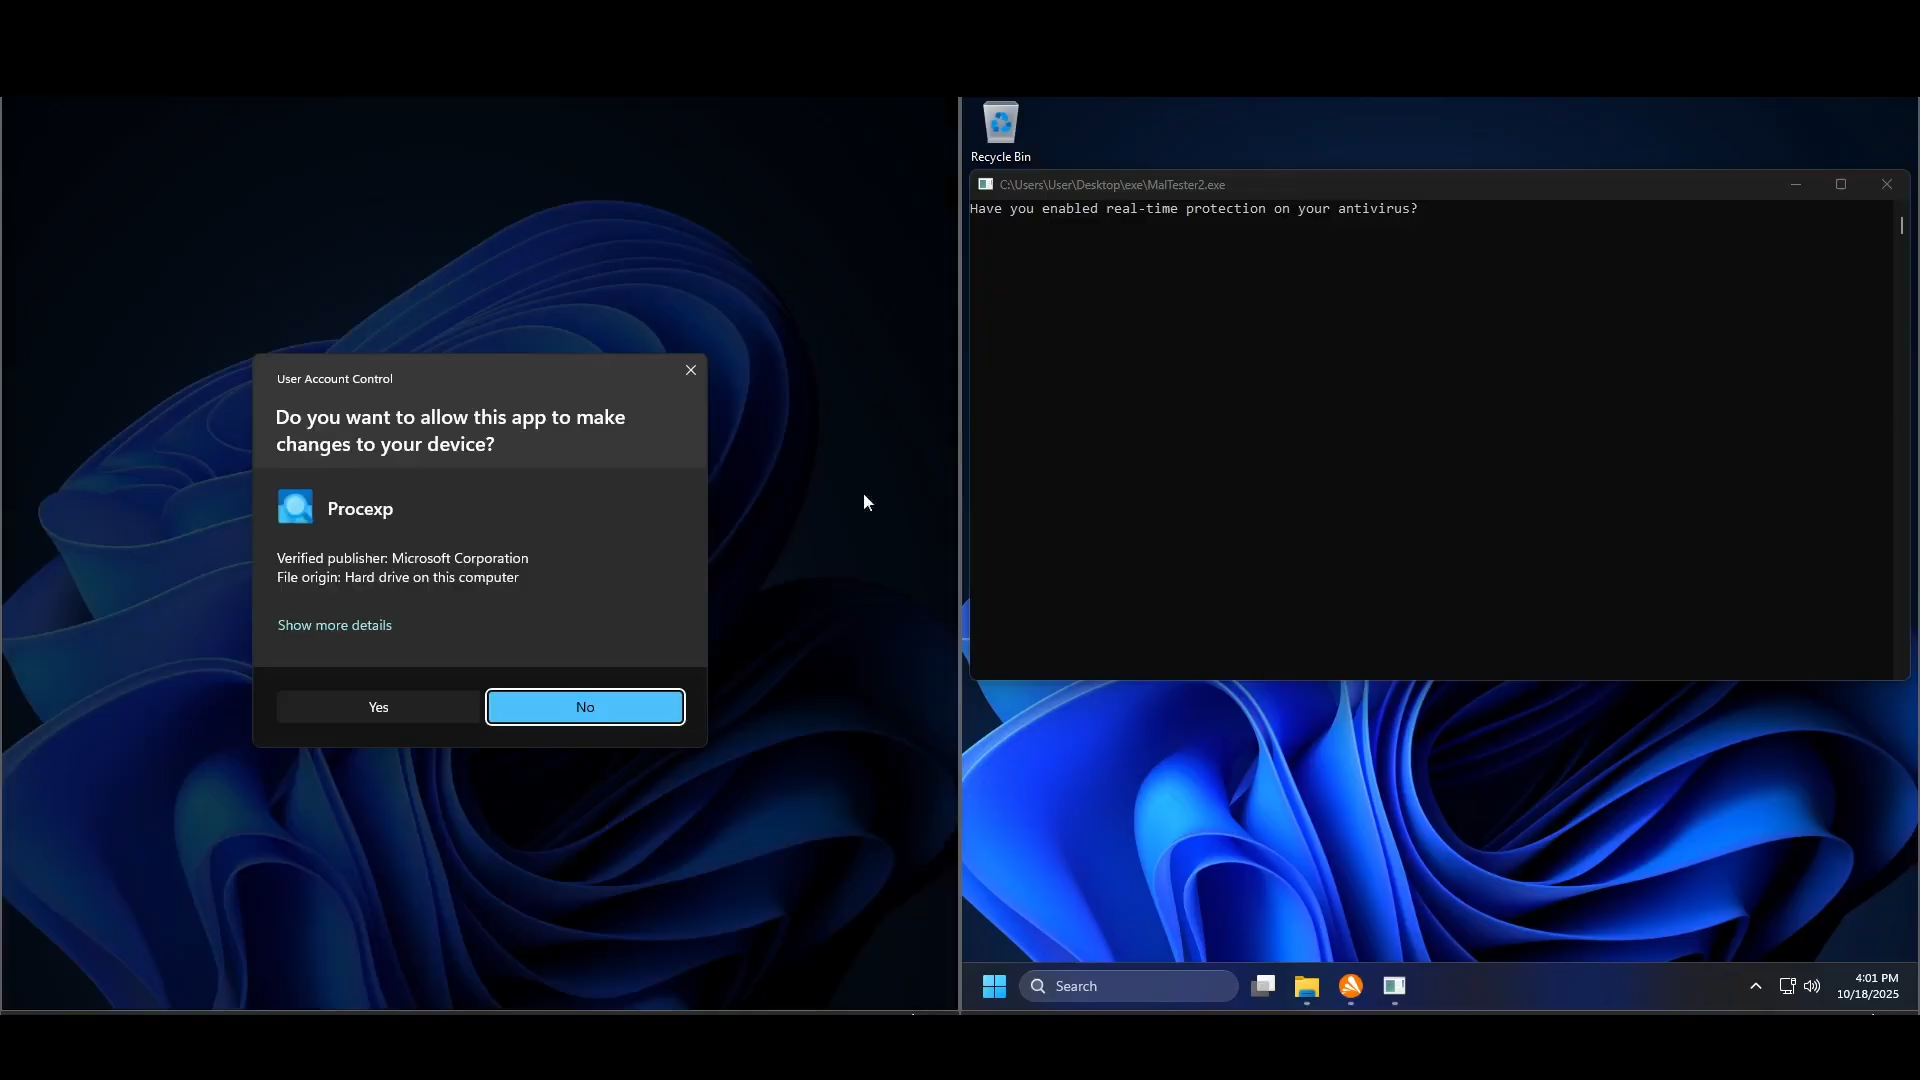 User Account Control
Do you want to allow this app to make
changes to your device?
Procexp
Verified publisher: Microsoft Corporation
File origin: Hard drive on this computer
Show more details
Yes
No
Recycle Bin
C:\Users\User\Desktop\exe\MalTester2.exe
Have you enabled real-time protection on your antivirus?
Search
4:01 PM
10/18/2025